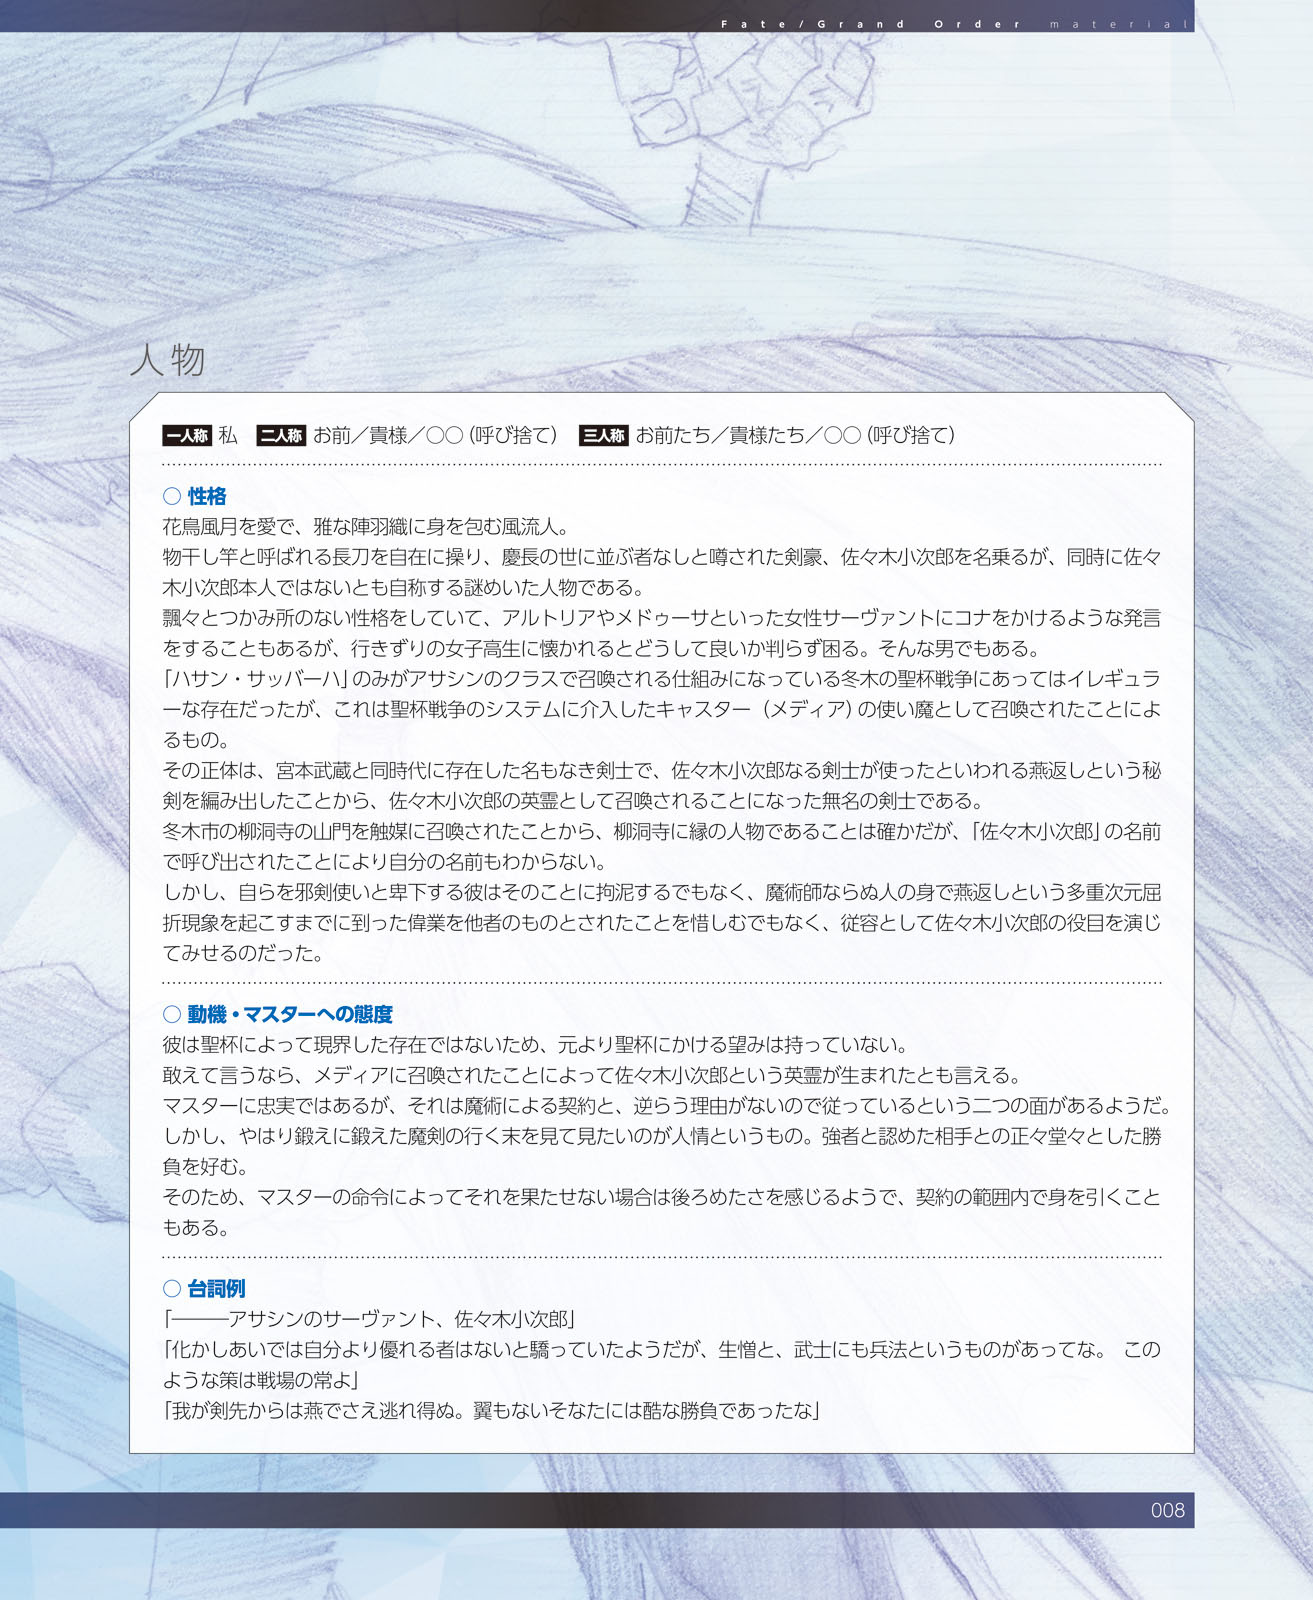 Fate/Grand Order material
人物
一人称 私 二人称 お前／貴様／○○（呼び捨て） 三人称 お前たち／貴様たち／○○（呼び捨て）
○ 性格
花鳥風月を愛で、雅な陣羽織に身を包む風流人。
物干し竿と呼ばれる長刀を自在に操り、慶長の世に並ぶ者なしと噂された剣豪、佐々木小次郎を名乗るが、同時に佐々
木小次郎本人ではないとも自称する謎めいた人物である。
飄々とつかみ所のない性格をしていて、アルトリアやメドゥーサといった女性サーヴァントにコナをかけるような発言
をすることもあるが、行きずりの女子高生に懐かれるとどうして良いか判らず困る。そんな男でもある。
「ハサン・サッバーハ」のみがアサシンのクラスで召喚される仕組みになっている冬木の聖杯戦争にあってはイレギュラ
ーな存在だったが、これは聖杯戦争のシステムに介入したキャスター（メディア）の使い魔として召喚されたことによ
るもの。
その正体は、宮本武蔵と同時代に存在した名もなき剣士で、佐々木小次郎なる剣士が使ったといわれる燕返しという秘
剣を編み出したことから、佐々木小次郎の英霊として召喚されることになった無名の剣士である。
冬木市の柳洞寺の山門を触媒に召喚されたことから、柳洞寺に縁の人物であることは確かだが、「佐々木小次郎」の名前
で呼び出されたことにより自分の名前もわからない。
しかし、自らを邪剣使いと卑下する彼はそのことに拘泥するでもなく、魔術師ならぬ人の身で燕返しという多重次元屈
折現象を起こすまでに到った偉業を他者のものとされたことを惜しむでもなく、従容として佐々木小次郎の役目を演じ
てみせるのだった。
○ 動機・マスターへの態度
彼は聖杯によって現界した存在ではないため、元より聖杯にかける望みは持っていない。
敢えて言うなら、メディアに召喚されたことによって佐々木小次郎という英霊が生まれたとも言える。
マスターに忠実ではあるが、それは魔術による契約と、逆らう理由がないので従っているという二つの面があるようだ。
しかし、やはり鍛えに鍛えた魔剣の行く末を見て見たいのが人情というもの。強者と認めた相手との正々堂々とした勝
負を好む。
そのため、マスターの命令によってそれを果たせない場合は後ろめたさを感じるようで、契約の範囲内で身を引くこと
もある。
○ 台詞例
「―――アサシンのサーヴァント、佐々木小次郎」
「化かしあいでは自分より優れる者はないと驕っていたようだが、生憎と、武士にも兵法というものがあってな。 この
ような策は戦場の常よ」
「我が剣先からは燕でさえ逃れ得ぬ。翼もないそなたには酷な勝負であったな」
008